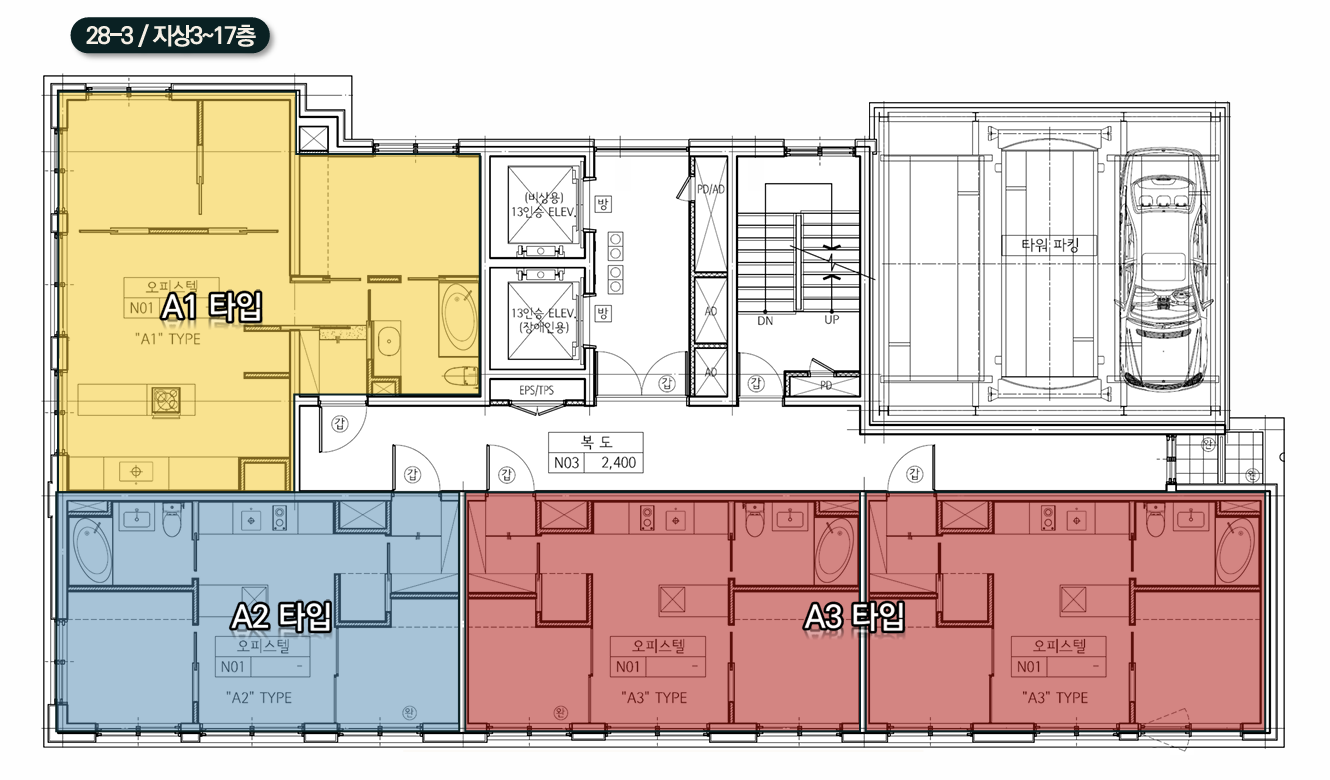 28-3 / 지상3~17층
(비상용)
13인승 ELEV.
방
PD/AD
타워 파킹
오피스텔
N01
A1 타입
"A1" TYPE
13인승 ELEV.
(장애인용)
방
AD
DN
UP
AD
갑
갑
PD
EPS/TPS
갑
복 도
N03
2,400
갑
갑
갑
완
완
A2 타입
A3 타입
오피스텔
N01
-
"A2" TYPE
완
오피스텔
N01
-
"A3" TYPE
완
오피스텔
N01
-
"A3" TYPE